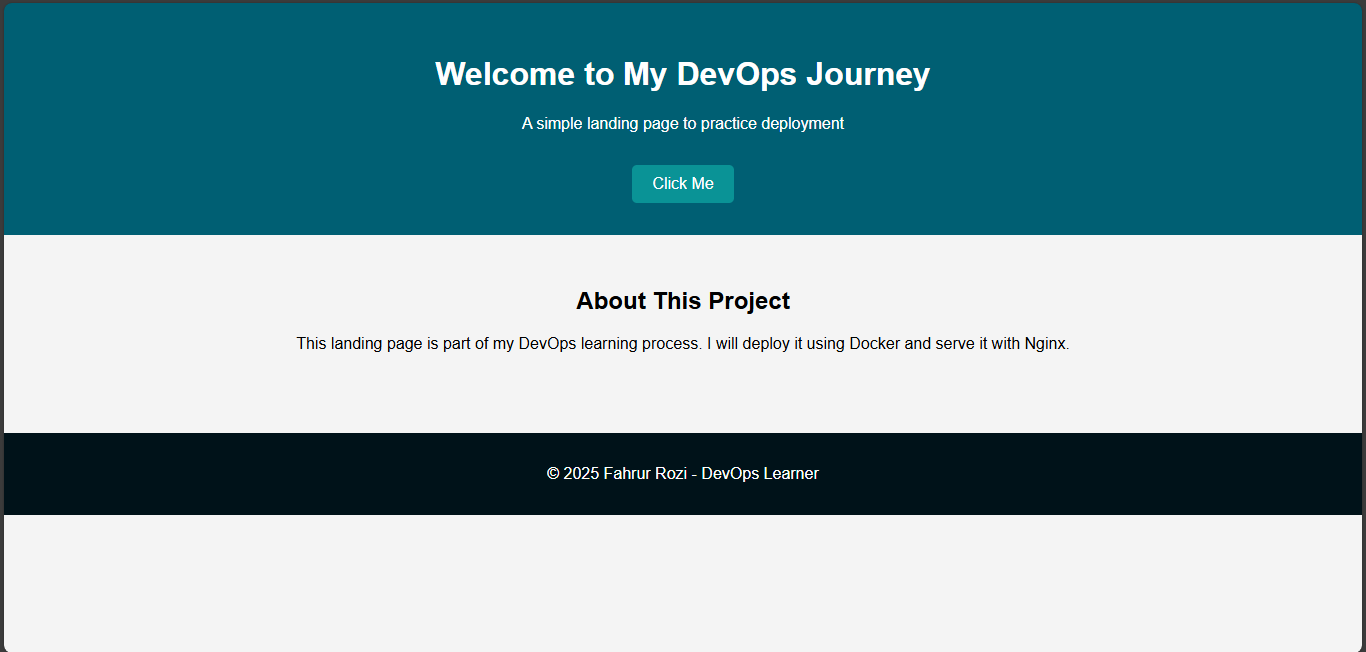 Welcome to My DevOps Journey
A simple landing page to practice deployment
Click Me
About This Project
This landing page is part of my DevOps learning process. I will deploy it using Docker and serve it with Nginx.
© 2025 Fahrur Rozi - DevOps Learner